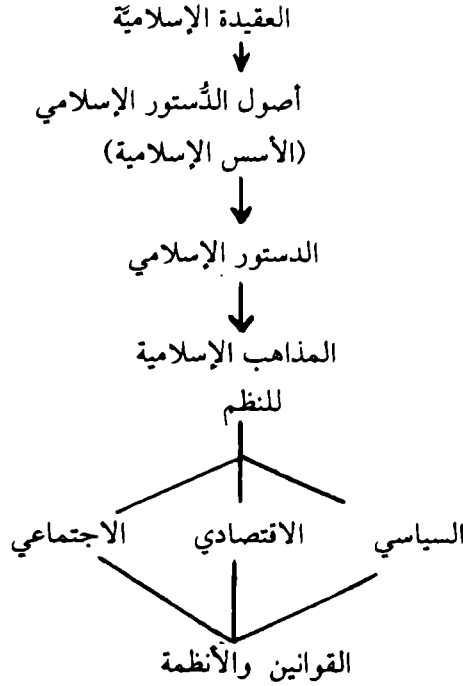 العقيدة الإسلاميَّة
أصول الدُّستور الإسلامي
(الأسس الإسلامية)
الدستور الإسلامي
المذاهب الإسلامية
للنظم
السياسي الاقتصادي الاجتماعي
القوانين والأنظمة